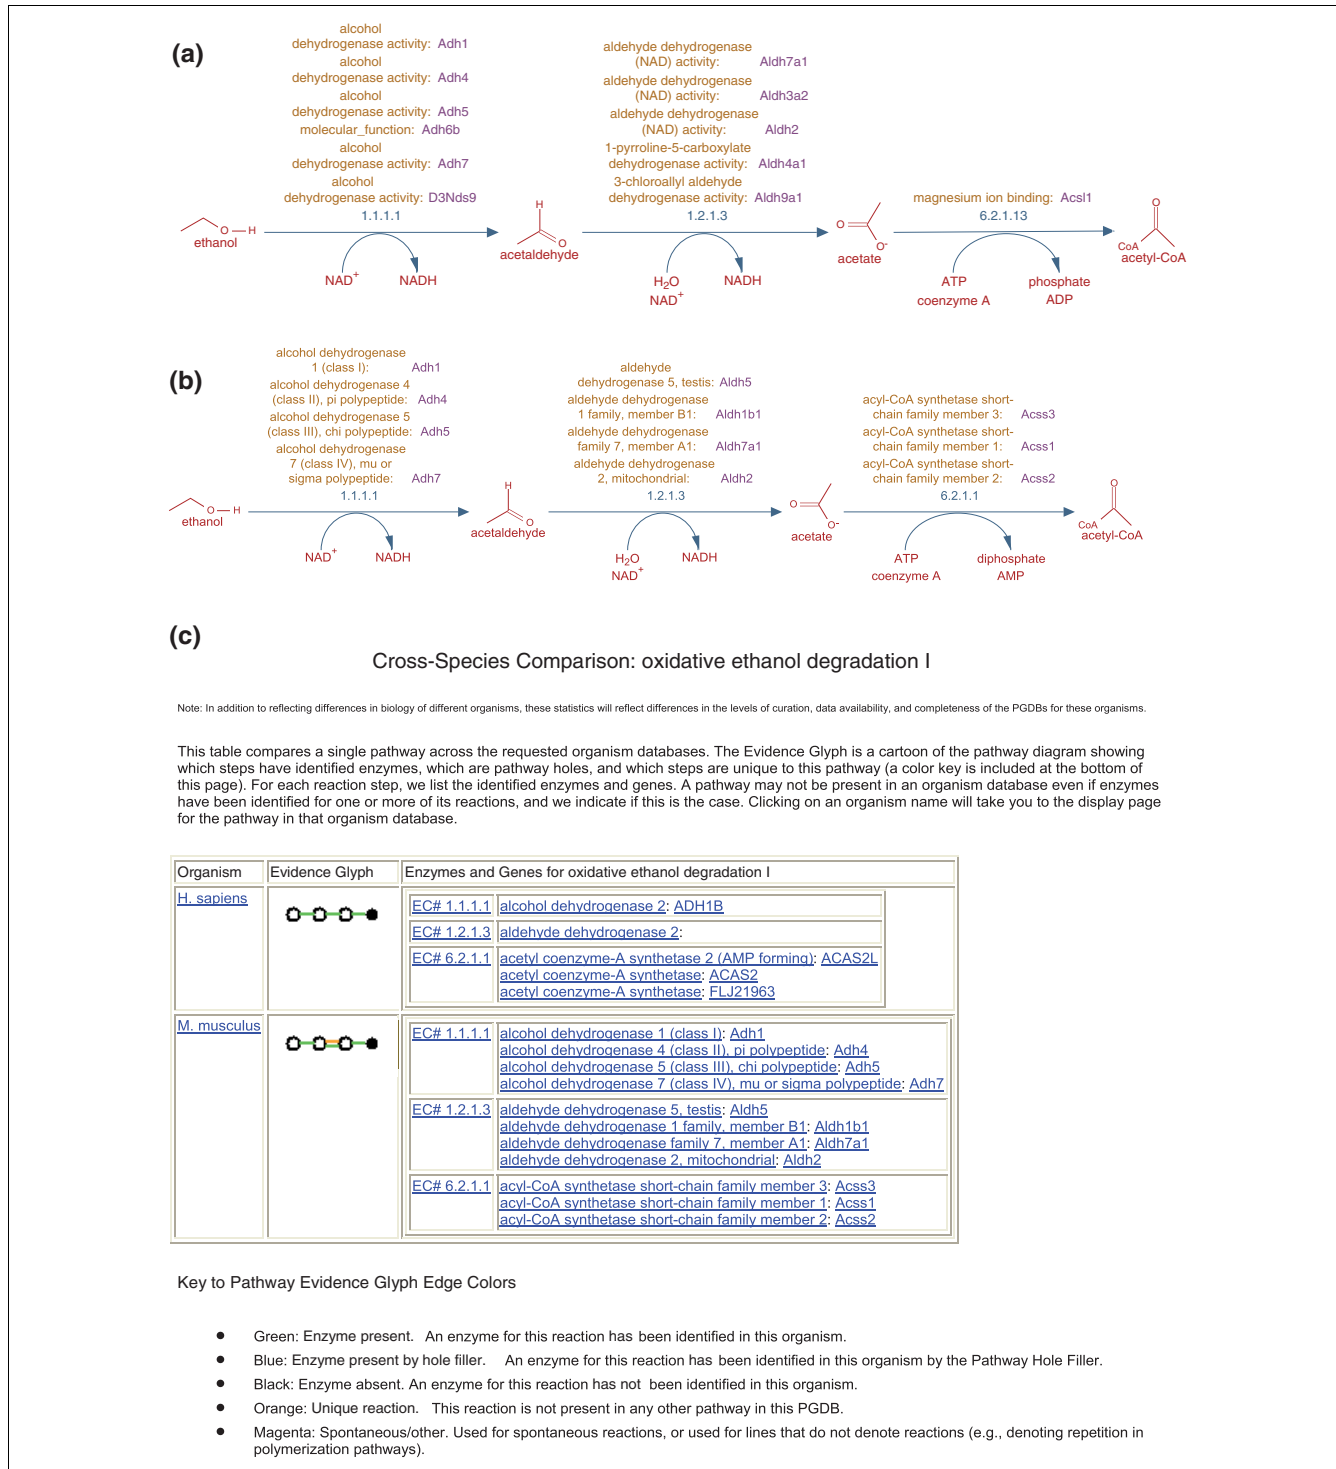 (a)
alcohol
dehydrogenase activity: Adh1
alcohol
dehydrogenase activity: Adh4
alcohol
dehydrogenase activity: Adh5
molecular_function: Adh6b
alcohol
dehydrogenase activity: Adh7
alcohol
dehydrogenase activity: D3Nds9
1.1.1.1
aldehyde dehydrogenase
(NAD) activity: Aldh7a1
aldehyde dehydrogenase
(NAD) activity: Aldh3a2
aldehyde dehydrogenase
(NAD) activity: Aldh2
1-pyrroline-5-carboxylate
dehydrogenase activity: Aldh4a1
3-chloroallyl aldehyde
dehydrogenase activity: Aldh9a1
1.2.1.3
magnesium ion binding: Acsl1
6.2.1.13
O H
ethanol
NAD+ NADH
H
O
acetaldehyde
H2O
NAD+
NADH
O
O-
acetate
ATP
coenzyme A
phosphate
ADP
O
CoA
acetyl-CoA
(b)
alcohol dehydrogenase
1 (class I): Adh1
alcohol dehydrogenase 4
(class II), pi polypeptide: Adh4
alcohol dehydrogenase 5
(class III), chi polypeptide: Adh5
alcohol dehydrogenase
7 (class IV), mu or
sigma polypeptide: Adh7
1.1.1.1
aldehyde
dehydrogenase 5, testis: Aldh5
aldehyde dehydrogenase
1 family, member B1: Aldh1b1
aldehyde dehydrogenase
family 7, member A1: Aldh7a1
aldehyde dehydrogenase
2, mitochondrial: Aldh2
1.2.1.3
acyl-CoA synthetase short-
chain family member 3: Acss3
acyl-CoA synthetase short-
chain family member 1: Acss1
acyl-CoA synthetase short-
chain family member 2: Acss2
6.2.1.1
O H
ethanol
NAD+ NADH
H
O
acetaldehyde
H2O
NAD+
NADH
O
O-
acetate
ATP
coenzyme A
diphosphate
AMP
O
CoA
acetyl-CoA
(c)
Cross-Species Comparison: oxidative ethanol degradation I
Note: In addition to reflecting differences in biology of different organisms, these statistics will reflect differences in the levels of curation, data availability, and completeness of the PGDBs for these organisms.
This table compares a single pathway across the requested organism databases. The Evidence Glyph is a cartoon of the pathway diagram showing
which steps have identified enzymes, which are pathway holes, and which steps are unique to this pathway (a color key is included at the bottom of
this page). For each reaction step, we list the identified enzymes and genes. A pathway may not be present in an organism database even if enzymes
have been identified for one or more of its reactions, and we indicate if this is the case. Clicking on an organism name will take you to the display page
for the pathway in that organism database.
Organism Evidence Glyph Enzymes and Genes for oxidative ethanol degradation I
H. sapiens
EC# 1.1.1.1 alcohol dehydrogenase 2: ADH1B
EC# 1.2.1.3 aldehyde dehydrogenase 2:
EC# 6.2.1.1 acetyl coenzyme-A synthetase 2 (AMP forming): ACAS2L
acetyl coenzyme-A synthetase: ACAS2
acetyl coenzyme-A synthetase: FLJ21963
M. musculus
EC# 1.1.1.1 alcohol dehydrogenase 1 (class I): Adh1
alcohol dehydrogenase 4 (class II), pi polypeptide: Adh4
alcohol dehydrogenase 5 (class III), chi polypeptide: Adh5
alcohol dehydrogenase 7 (class IV), mu or sigma polypeptide: Adh7
EC# 1.2.1.3 aldehyde dehydrogenase 5, testis: Aldh5
aldehyde dehydrogenase 1 family, member B1: Aldh1b1
aldehyde dehydrogenase family 7, member A1: Aldh7a1
aldehyde dehydrogenase 2, mitochondrial: Aldh2
EC# 6.2.1.1 acyl-CoA synthetase short-chain family member 3: Acss3
acyl-CoA synthetase short-chain family member 1: Acss1
acyl-CoA synthetase short-chain family member 2: Acss2
Key to Pathway Evidence Glyph Edge Colors
● Green: Enzyme present. An enzyme for this reaction has been identified in this organism.
● Blue: Enzyme present by hole filler. An enzyme for this reaction has been identified in this organism by the Pathway Hole Filler.
● Black: Enzyme absent. An enzyme for this reaction has not been identified in this organism.
● Orange: Unique reaction. This reaction is not present in any other pathway in this PGDB.
● Magenta: Spontaneous/other. Used for spontaneous reactions, or used for lines that do not denote reactions (e.g., denoting repetition in
polymerization pathways).